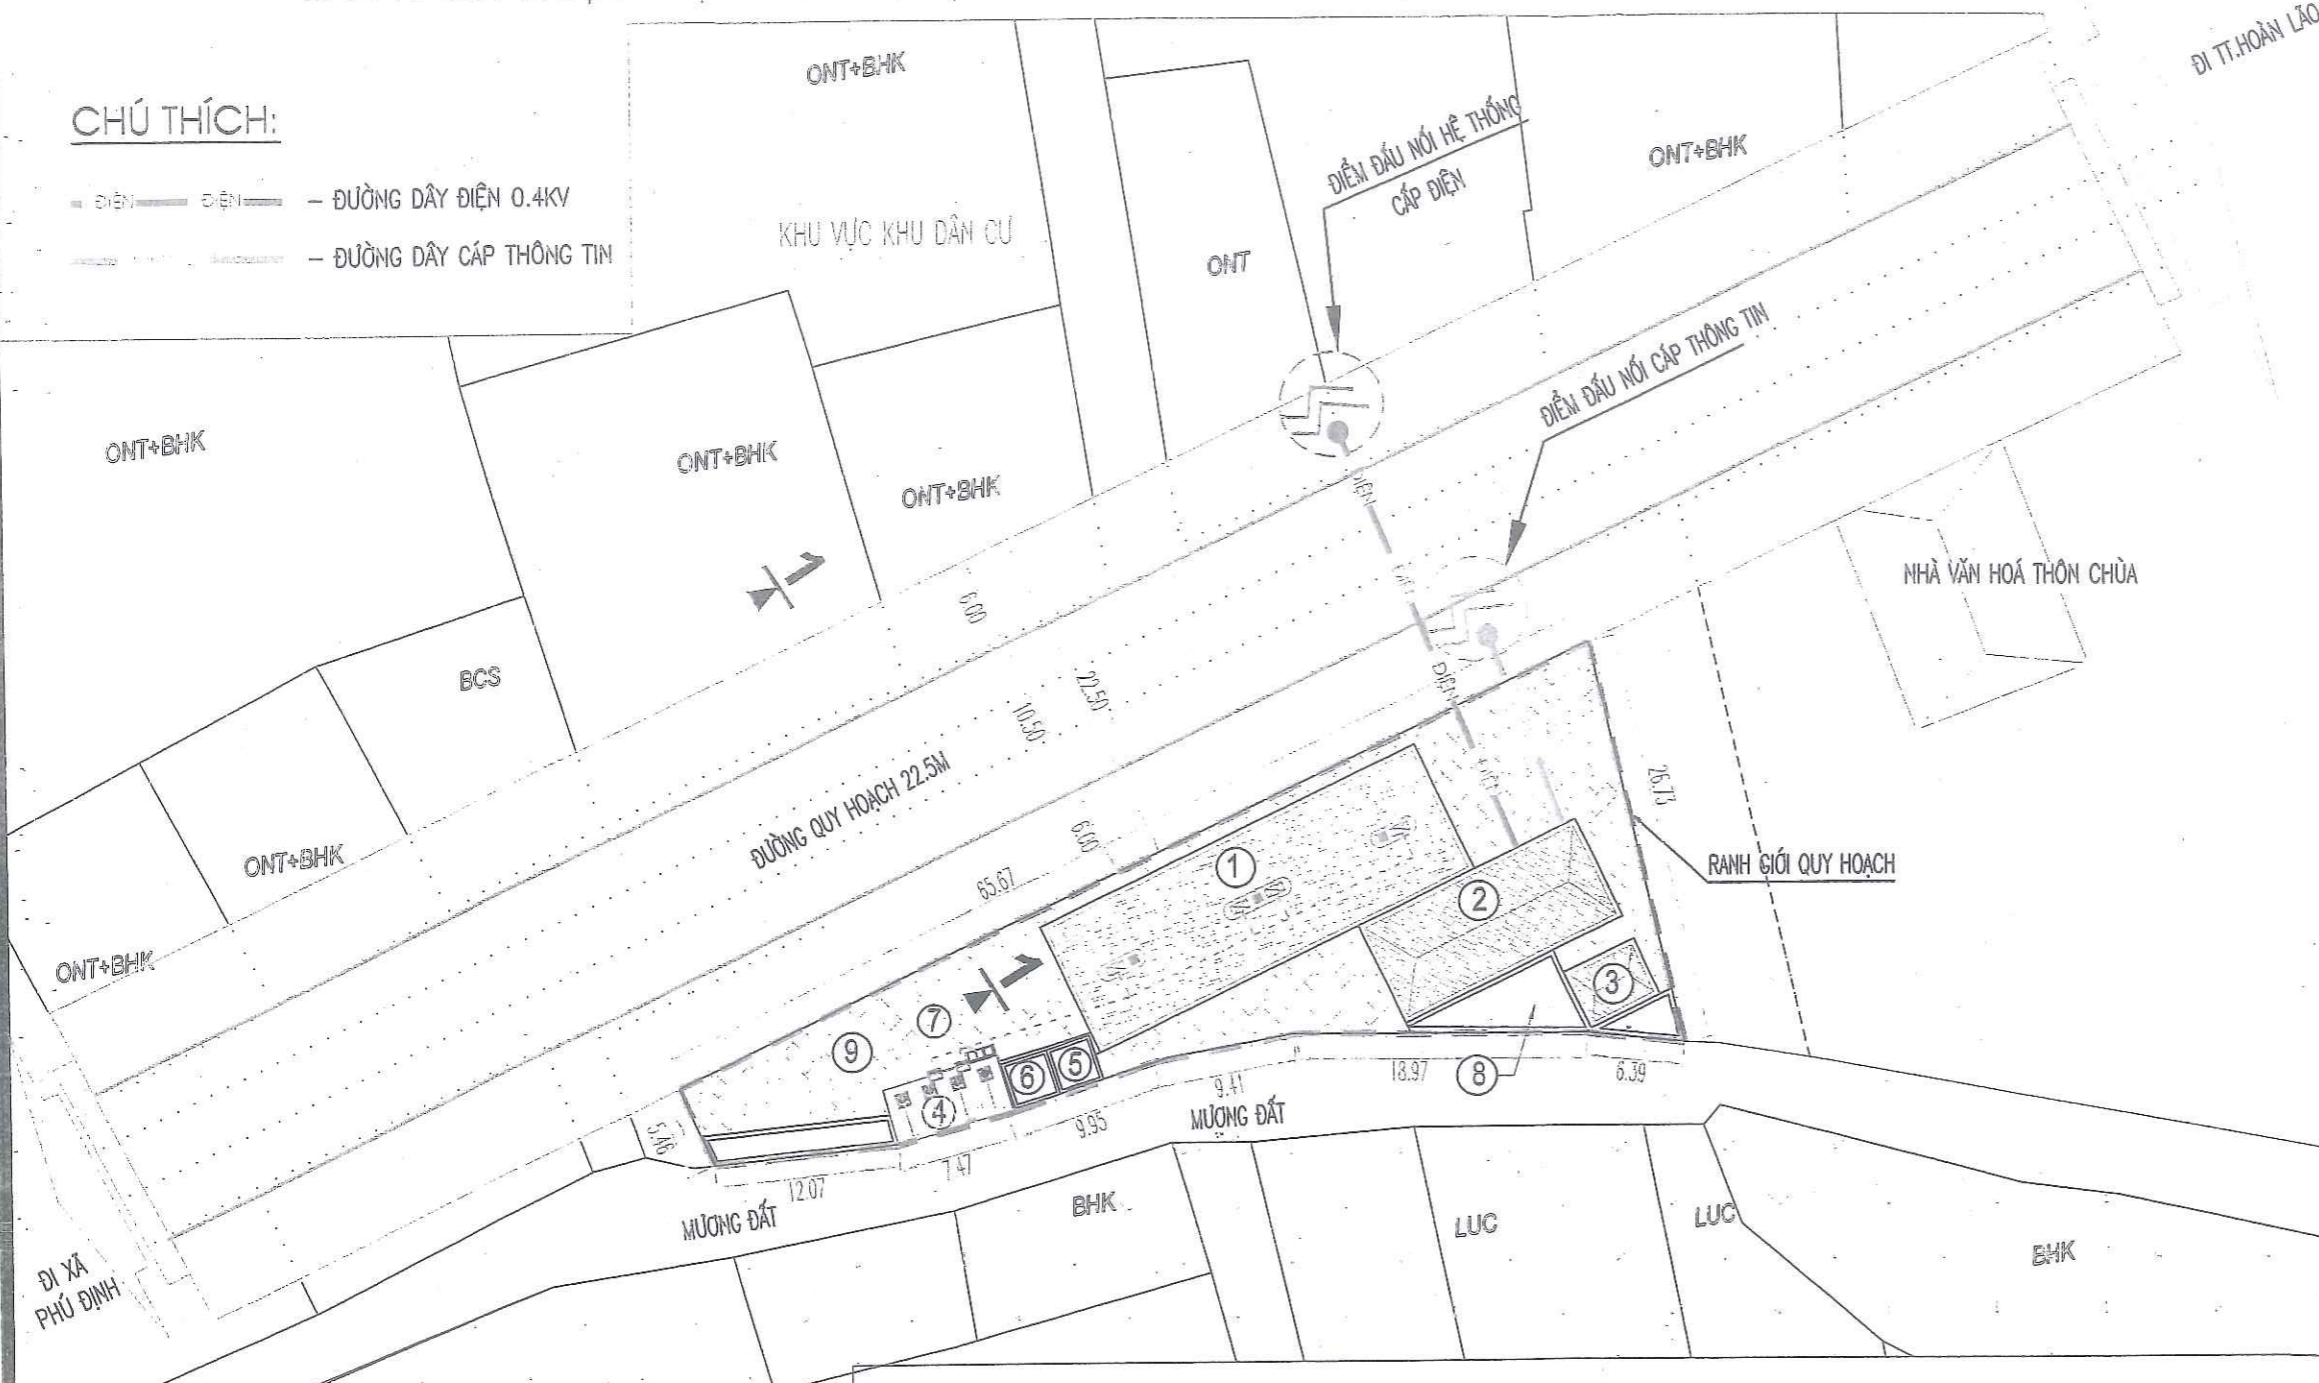 ĐI TT.HOÀN LÃO
ONT+BHK
CHÚ THÍCH:
ĐIỆN ĐIỆN – ĐƯỜNG DÂY ĐIỆN 0.4KV
– ĐƯỜNG DÂY CÁP THÔNG TIN
KHU VỰC KHU DÂN CƯ
ĐIỂM ĐẤU NỐI HỆ THỐNG
CẤP ĐIỆN
ONT+BHK
ONT
ĐIỂM ĐẤU NỐI CÁP THÔNG TIN
ONT+BHK
ONT+BHK
ONT+BHK
ĐIỆN
ĐIỆN
ĐIỆN
ĐIỆN
NHÀ VĂN HOÁ THÔN CHÙA
1
6.00
BCS
10.50
22.50
ĐƯỜNG QUY HOẠCH 22.5M
6.00
65.67
26.73
RANH GIỚI QUY HOẠCH
ONT+BHK
ONT+BHK
1
2
3
1
7
9
6
5
4
18.97
8
6.39
9.41
9.95
MƯƠNG ĐẤT
5.46
7.47
12.07
MƯƠNG ĐẤT
BHK
LUC
LUC
BHK
ĐI XÃ
PHÚ ĐỊNH